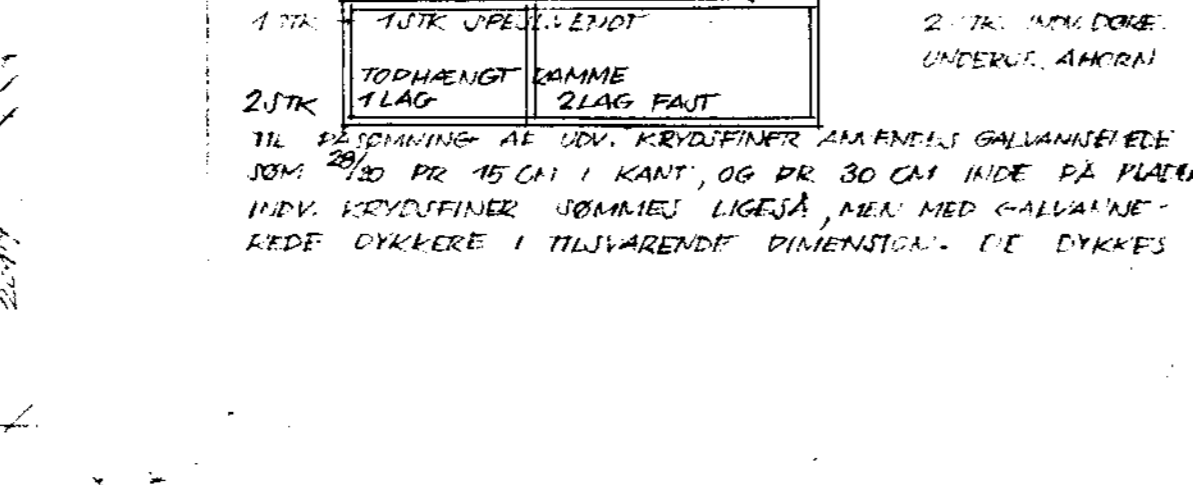 1 STK 1 STK SPEJLVENDT
2 STK. INDV. DØRE.
UNDERUS. AHORN
TOPHÆNGT RAMME
2 STK 1 LAG 2 LAG FAST
TIL PÅSØMNING AF UDV. KRYDSFINER ANVENDES GALVANISEREDE
SØM 28/20 PR 15 CM I KANT, OG PR 30 CM INDE PÅ PLADEN
INDV. KRYDSFINER SØMMES LIGESÅ, MEN MED GALVANISE-
REDE DYKKERE I TILSVARENDE DIMENSION. DE DYKKES